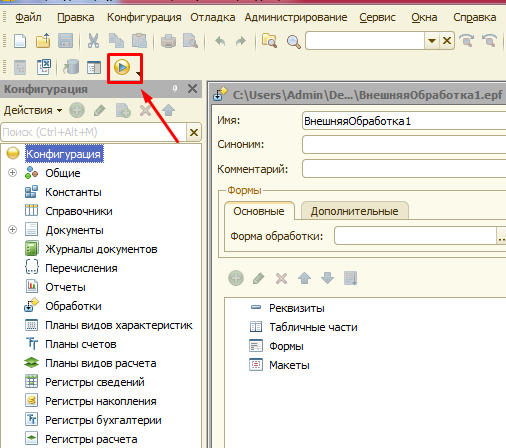 Файл Правка Конфигурация Отладка Администрирование Сервис Окна Справка
Конфигурация
Действия
Поиск (Ctrl+Alt+M)
Конфигурация
Общие
Константы
Справочники
Документы
Журналы документов
Перечисления
Отчеты
Обработки
Планы видов характеристик
Планы счетов
Планы видов расчета
Регистры сведений
Регистры накопления
Регистры бухгалтерии
Регистры расчета
C:\Users\Admin\De...\ВнешняяОбработка1.epf
Имя: ВнешняяОбработка1
Синоним:
Комментарий:
Формы
Основные Дополнительные
Форма обработки:
Реквизиты
Табличные части
Формы
Макеты